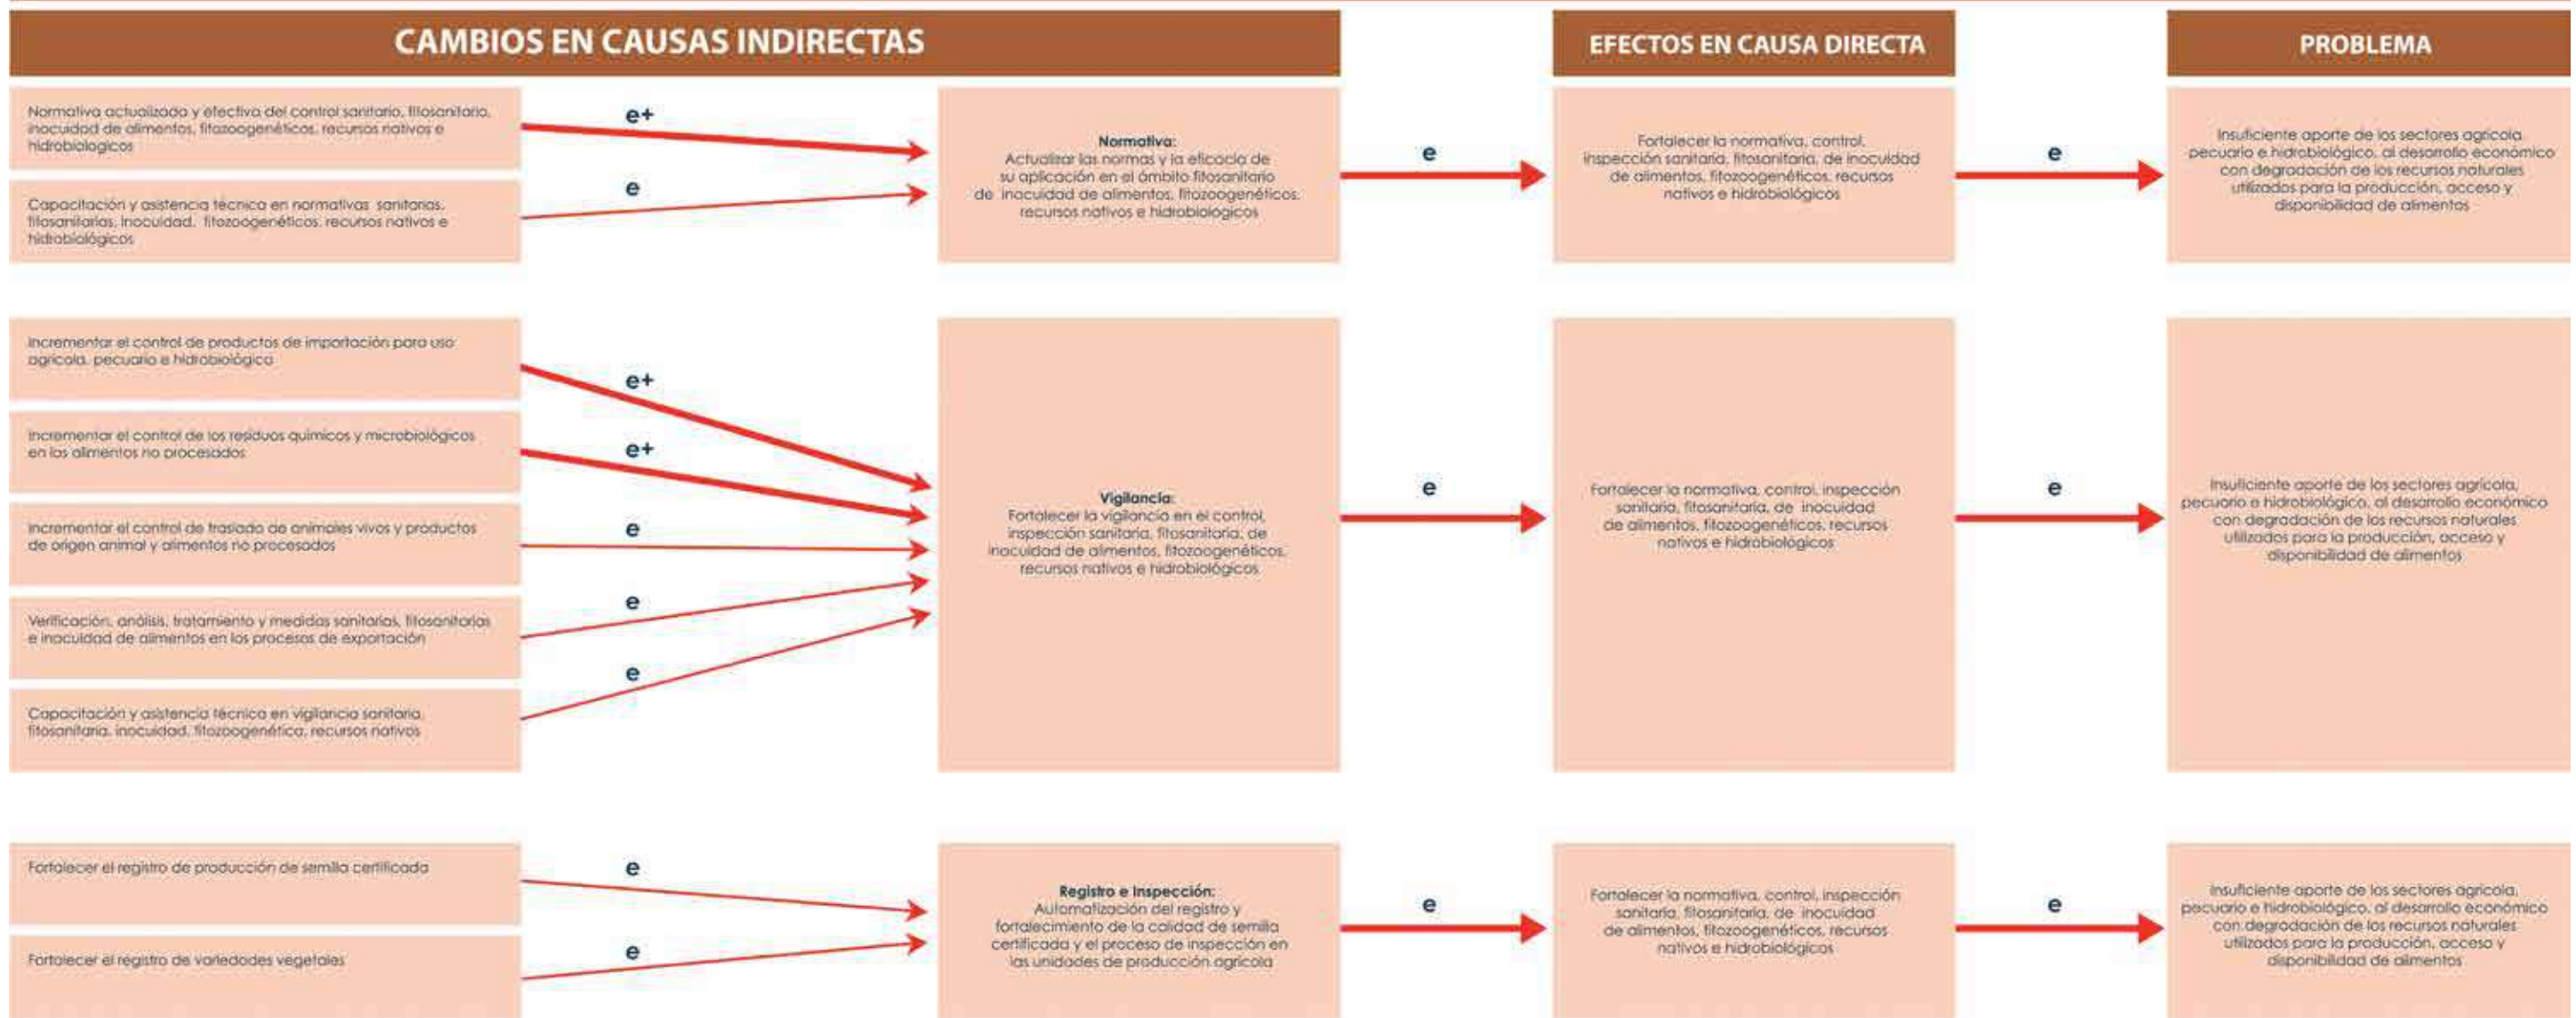 CAMBIOS EN CAUSAS INDIRECTAS
EFECTOS EN CAUSA DIRECTA
PROBLEMA
Normativa actualizada y efectiva del control sanitario, fitosanitario,
inocuidad de alimentos, fitozoogenéticos, recursos nativos e
hidrobiologicos
e+
Capacitación y asistencia técnica en normativas sanitarias,
fitosanitarias, inocuidad, fitozoogenéticos, recursos nativos e
hidrobiológicos
e
Normativa:
Actualizar las normas y la eficacia de
su aplicación en el ámbito fitosanitario
de inocuidad de alimentos, fitozoogenéticos,
recursos nativos e hidrobiologicos
e
Fortalecer la normativa, control,
inspección sanitaria, fitosanitaria, de inocuidad
de alimentos, fitozoogenéticos, recursos
nativos e hidrobiológicos
e
Insuficiente aporte de los sectores agrícola,
pecuario e hidrobiológico, al desarrollo económico
con degradación de los recursos naturales
utilizados para la producción, acceso y
disponibilidad de alimentos
Incrementar el control de productos de importación para uso
agrícola, pecuario e hidrobiológico
e+
Incrementar el control de los residuos químicos y microbiológicos
en los alimentos no procesados
e+
Incrementar el control de traslado de animales vivos y productos
de origen animal y alimentos no procesados
e
Verificación, análisis, tratamiento y medidas sanitarias, fitosanitarias
e inocuidad de alimentos en los procesos de exportación
e
Capacitación y asistencia técnica en vigilancia sanitaria,
fitosanitaria, inocuidad, fitozoogenética, recursos nativos
e
Vigilancia:
Fortalecer la vigilancia en el control,
inspección sanitaria, fitosanitaria, de
inocuidad de alimentos, fitozoogenéticos,
recursos nativos e hidrobiológicos
e
Fortalecer la normativa, control, inspección
sanitaria, fitosanitaria, de inocuidad
de alimentos, fitozoogenéticos, recursos
nativos e hidrobiológicos
e
Insuficiente aporte de los sectores agrícola,
pecuario e hidrobiológico, al desarrollo económico
con degradación de los recursos naturales
utilizados para la producción, acceso y
disponibilidad de alimentos
Fortalecer el registro de producción de semilla certificada
e
Fortalecer el registro de variedades vegetales
e
Registro e Inspección:
Automatización del registro y
fortalecimiento de la calidad de semilla
certificada y el proceso de inspección en
las unidades de producción agrícola
e
Fortalecer la normativa, control, inspección
sanitaria, fitosanitaria, de inocuidad
de alimentos, fitozoogenéticos, recursos
nativos e hidrobiológicos
e
Insuficiente aporte de los sectores agrícola,
pecuario e hidrobiológico, al desarrollo económico
con degradación de los recursos naturales
utilizados para la producción, acceso y
disponibilidad de alimentos